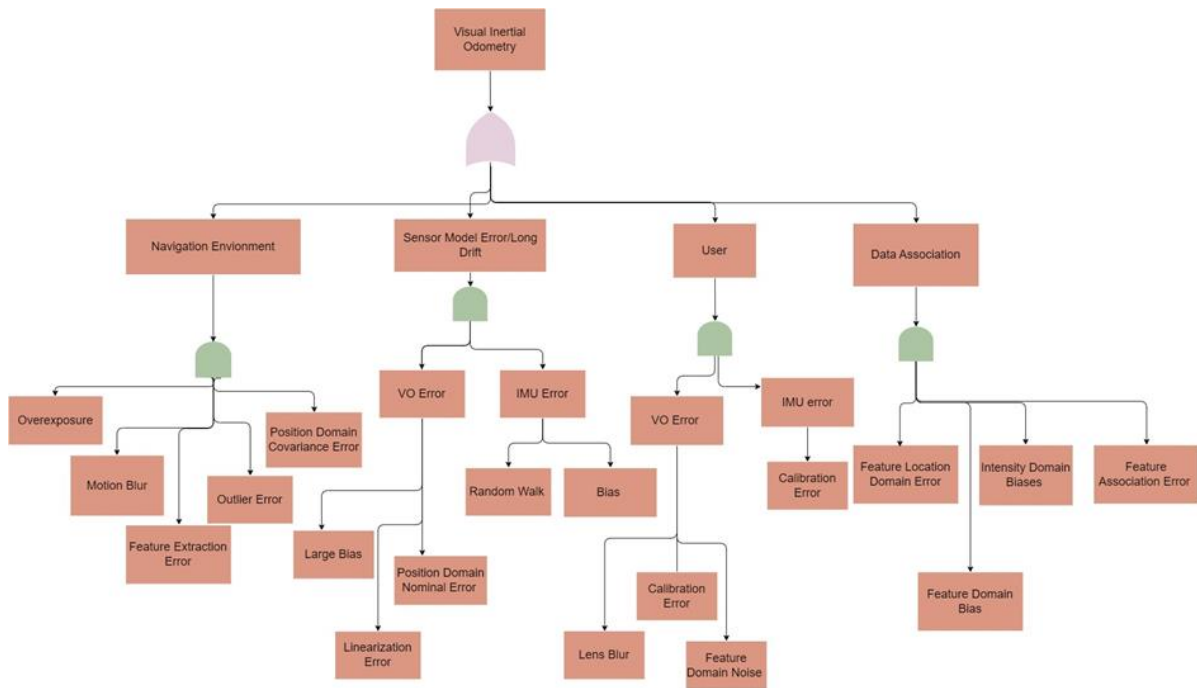 Visual Inertial
Odometry
Navigation Envionment
Sensor Model Error/Long
Drift
User
Data Association
Overexposure
Motion Blur
Feature Extraction
Error
Outlier Error
Position Domain
Covariance Error
VO Error
IMU Error
Large Bias
Linearization
Error
Position Domain
Nominal Error
Random Walk
Bias
VO Error
IMU error
Calibration
Error
Lens Blur
Calibration
Error
Feature
Domain Noise
Feature Location
Domain Error
Feature Domain
Bias
Intensity Domain
Biases
Feature
Association Error